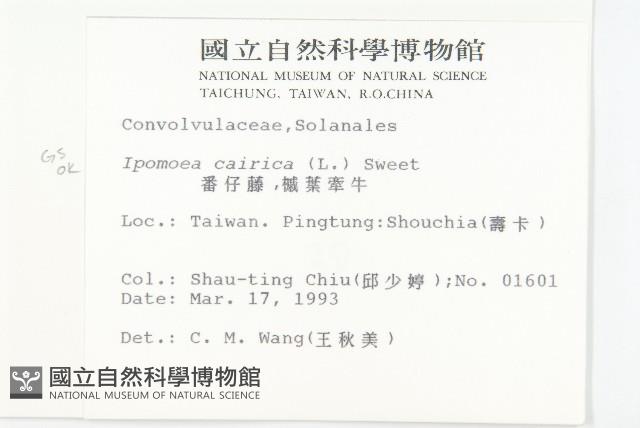 國立自然科學博物館
NATIONAL MUSEUM OF NATURAL SCIENCE
TAICHUNG, TAIWAN, R.O.CHINA
Convolvulaceae,Solanales
GS
OK
Ipomoea cairica (L.) Sweet
番仔藤,槭葉牽牛
Loc.: Taiwan. Pingtung:Shouchia(壽卡)
Col.: Shau-ting Chiu(邱少婷);No. 01601
Date: Mar. 17, 1993
Det.: C. M. Wang(王秋美)
國立自然科學博物館
NATIONAL MUSEUM OF NATURAL SCIENCE